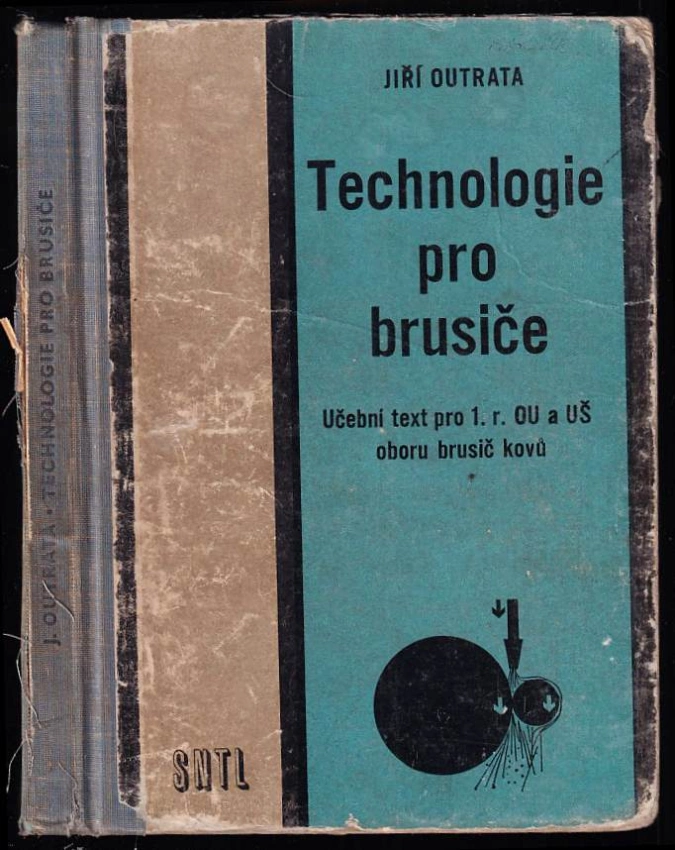 JIŘÍ OUTRATA
Technologie
pro
brusiče
Učební text pro 1. r. OU a UŠ
oboru brusič kovů
SNTL
J. OUTRATA • TECHNOLOGIE PRO BRUSIČE